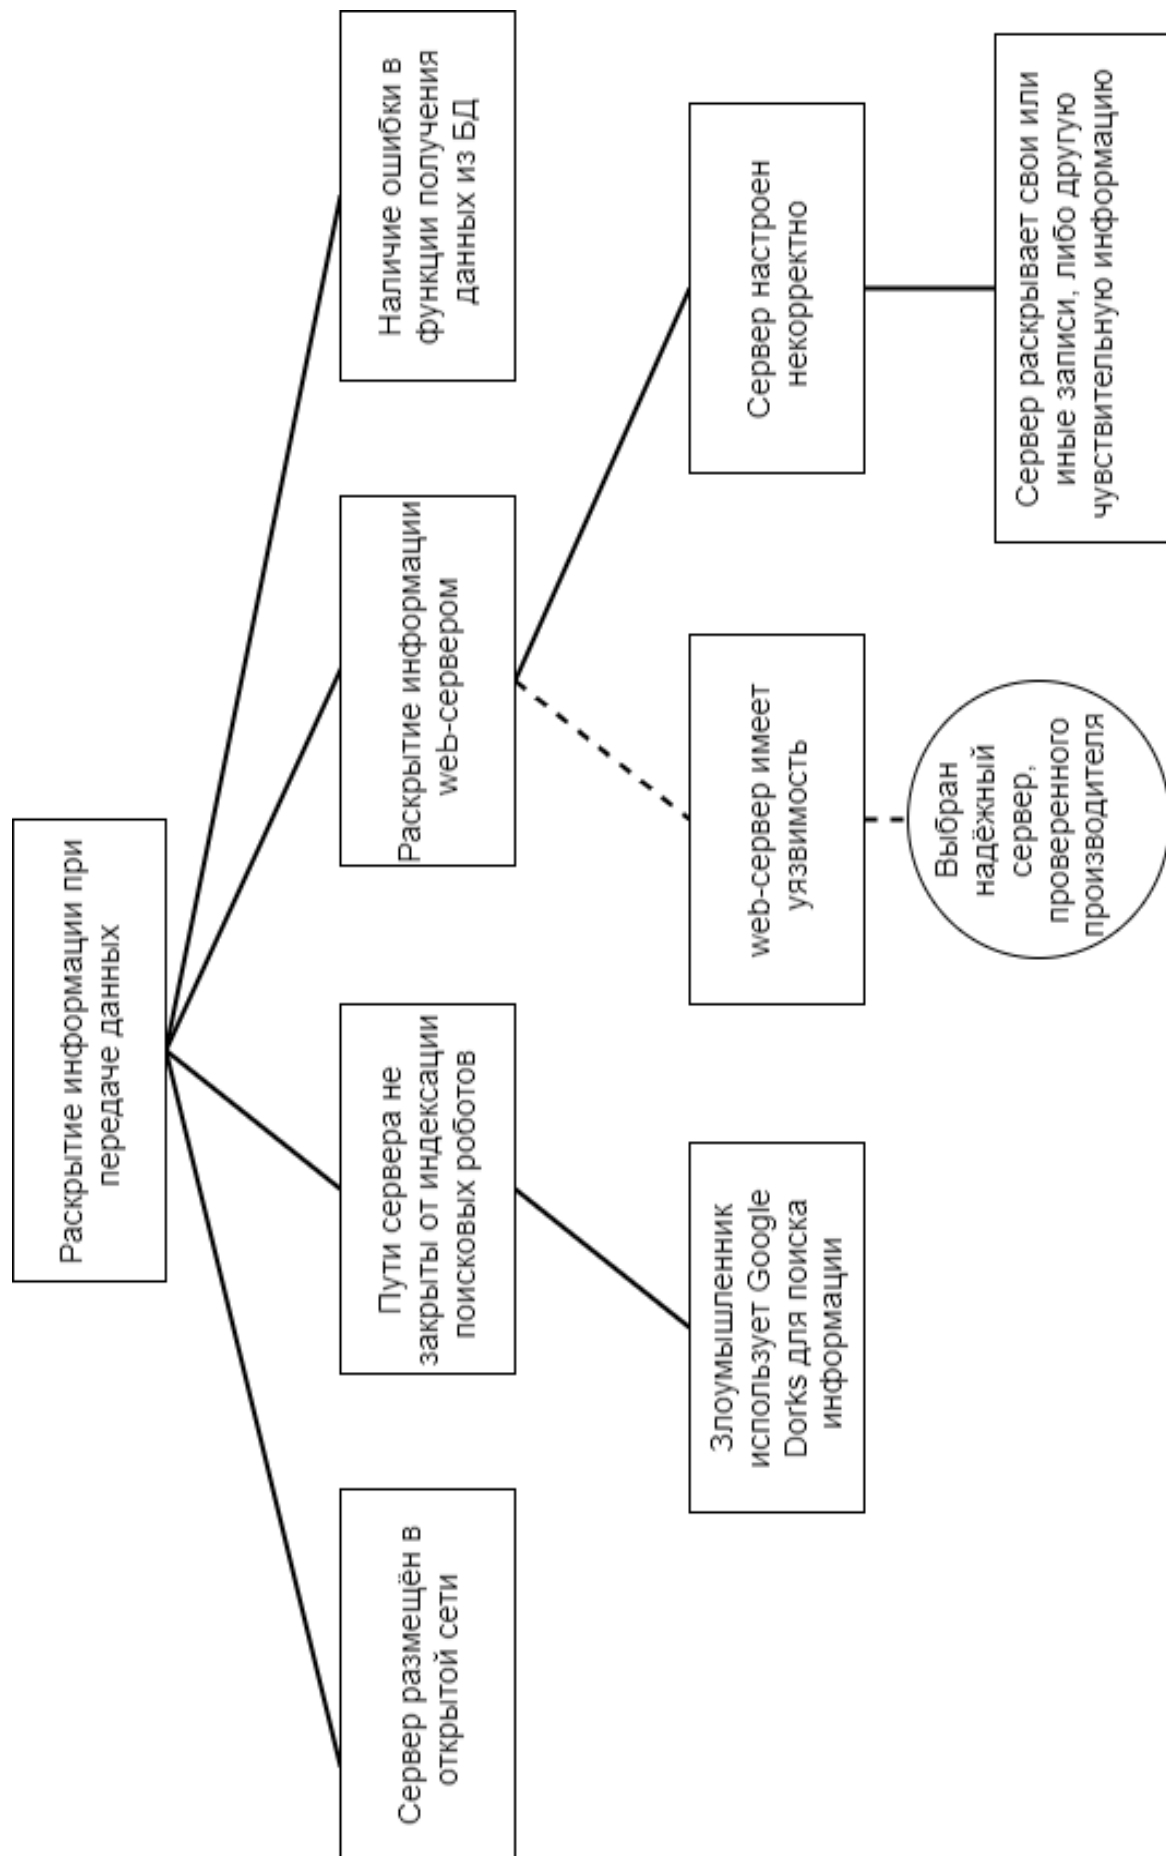 Раскрытие информации при
передаче данных
Сервер размещён в
открытой сети
Пути сервера не
закрыты от индексации
поисковых роботов
Раскрытие информации
web-сервером
Наличие ошибки в
функции получения
данных из БД
Злоумышленник
использует Google
Dorks для поиска
информации
web-сервер имеет
уязвимость
Сервер настроен
некорректно
Выбран
надёжный
сервер,
проверенного
производителя
Сервер раскрывает свои или
иные записи, либо другую
чувствительную информацию